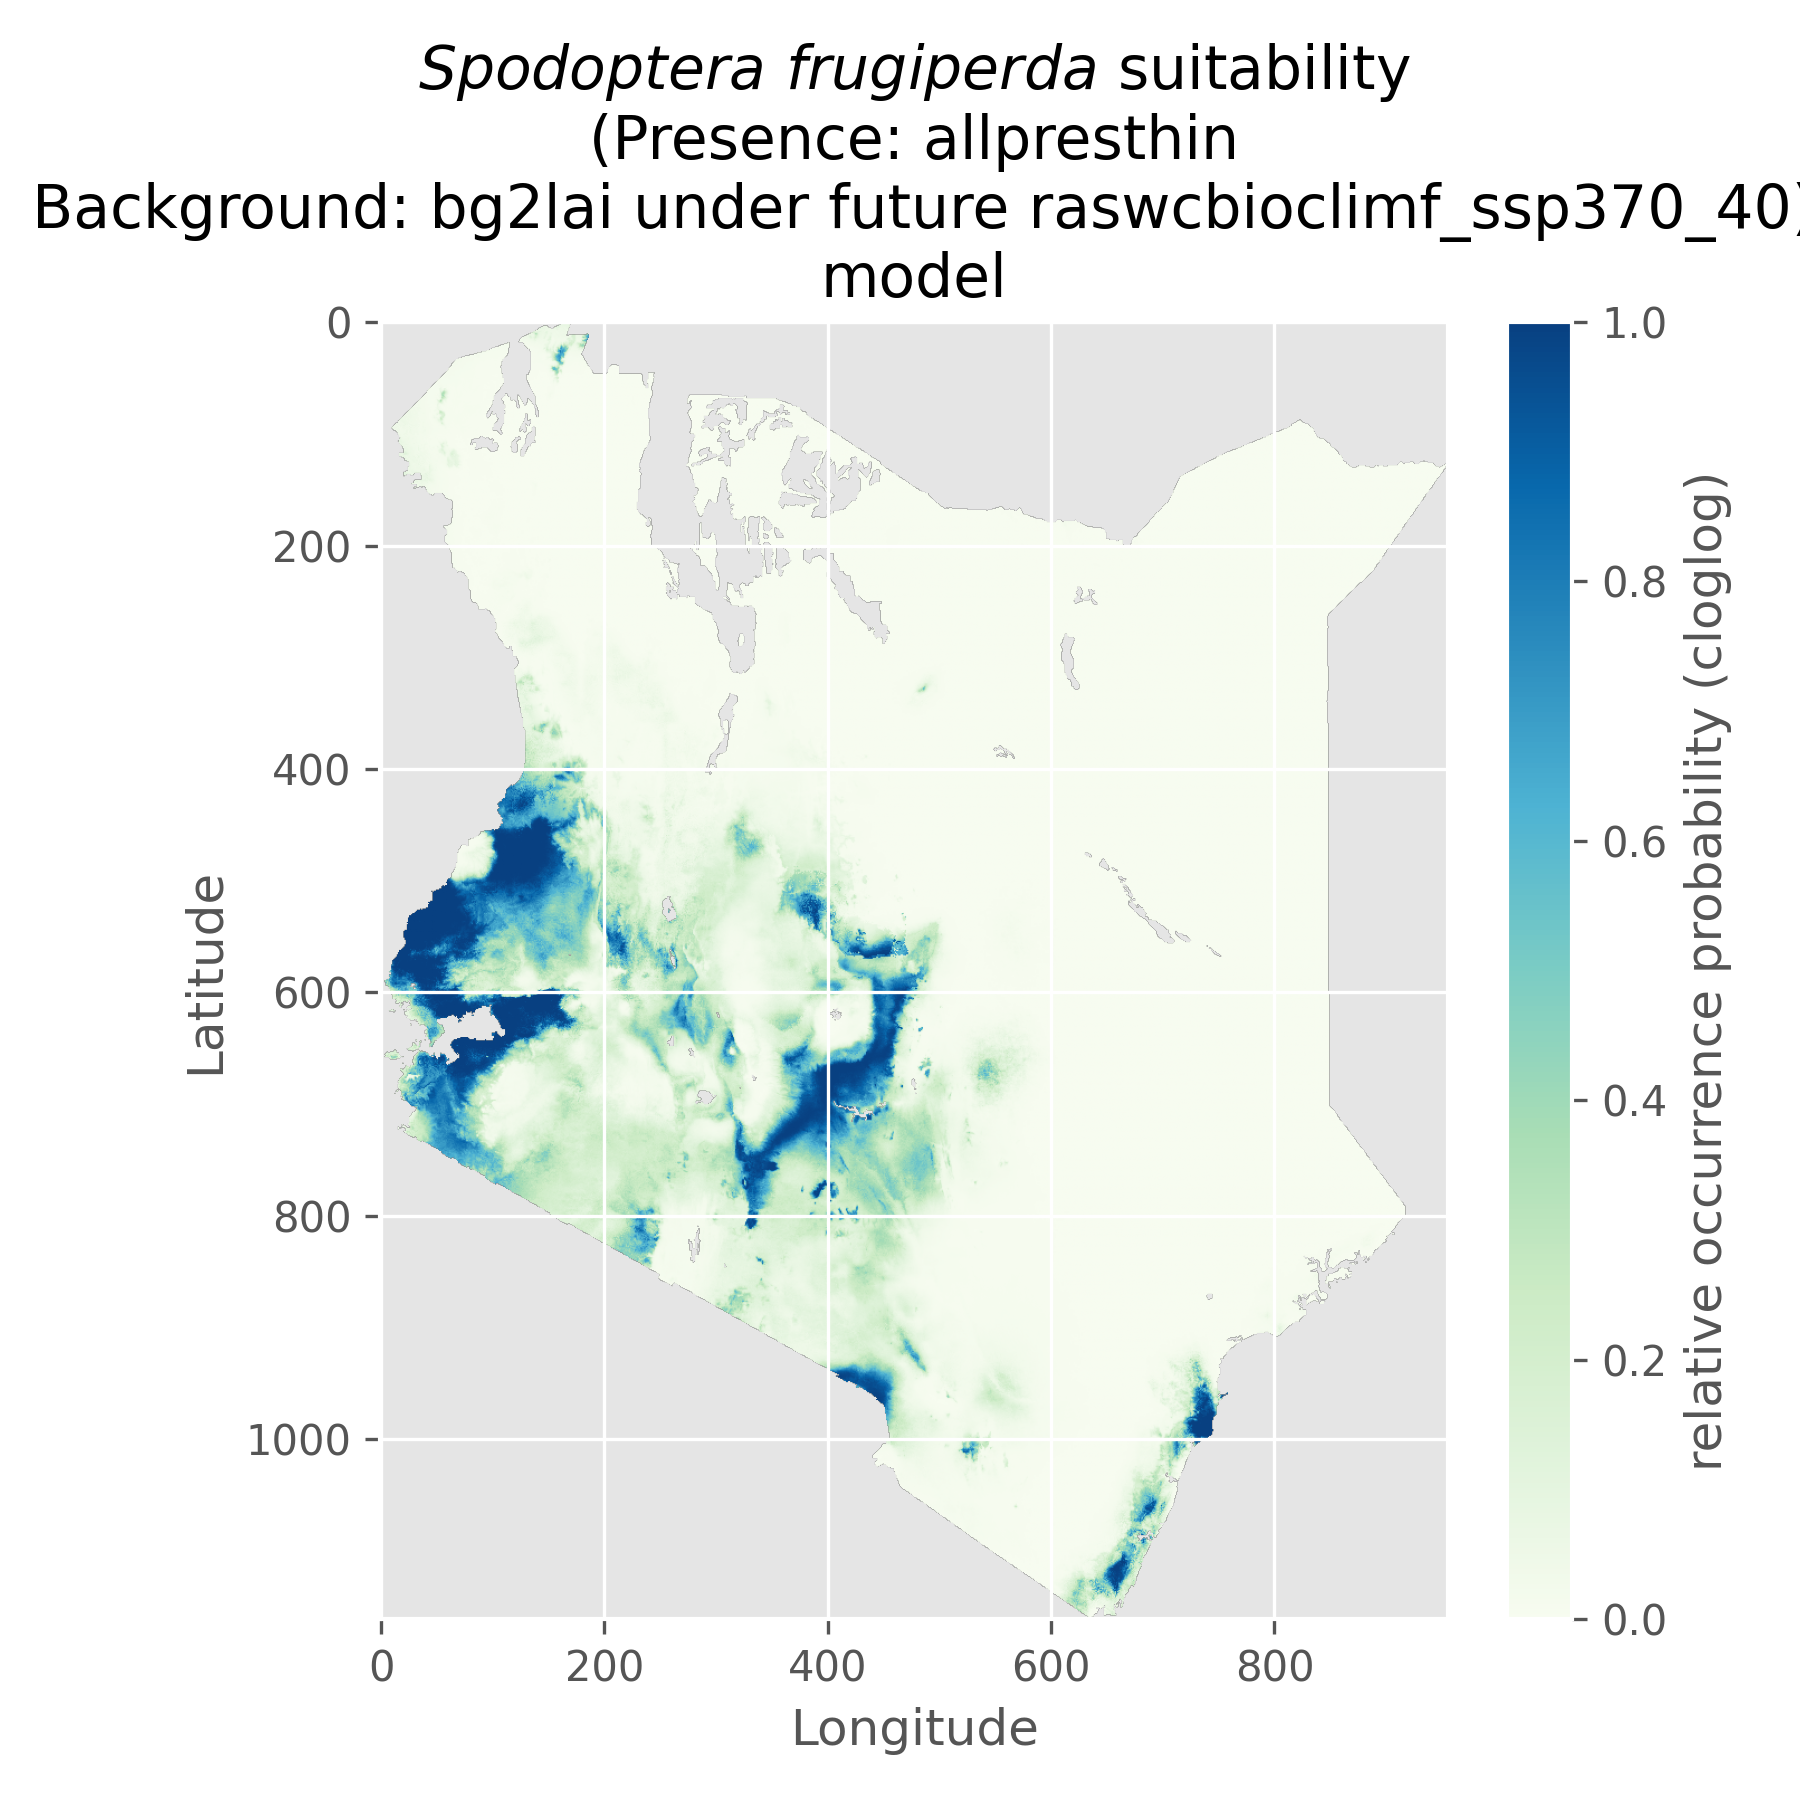 Spodoptera frugiperda suitability
(Presence: allpresthin
Background: bg2lai under future raswcbioclimf_ssp370_40)
model
0
200
400
600
800
1000
Latitude
0
200
400
600
800
Longitude
1.0
0.8
0.6
0.4
0.2
0.0
relative occurrence probability (cloglog)